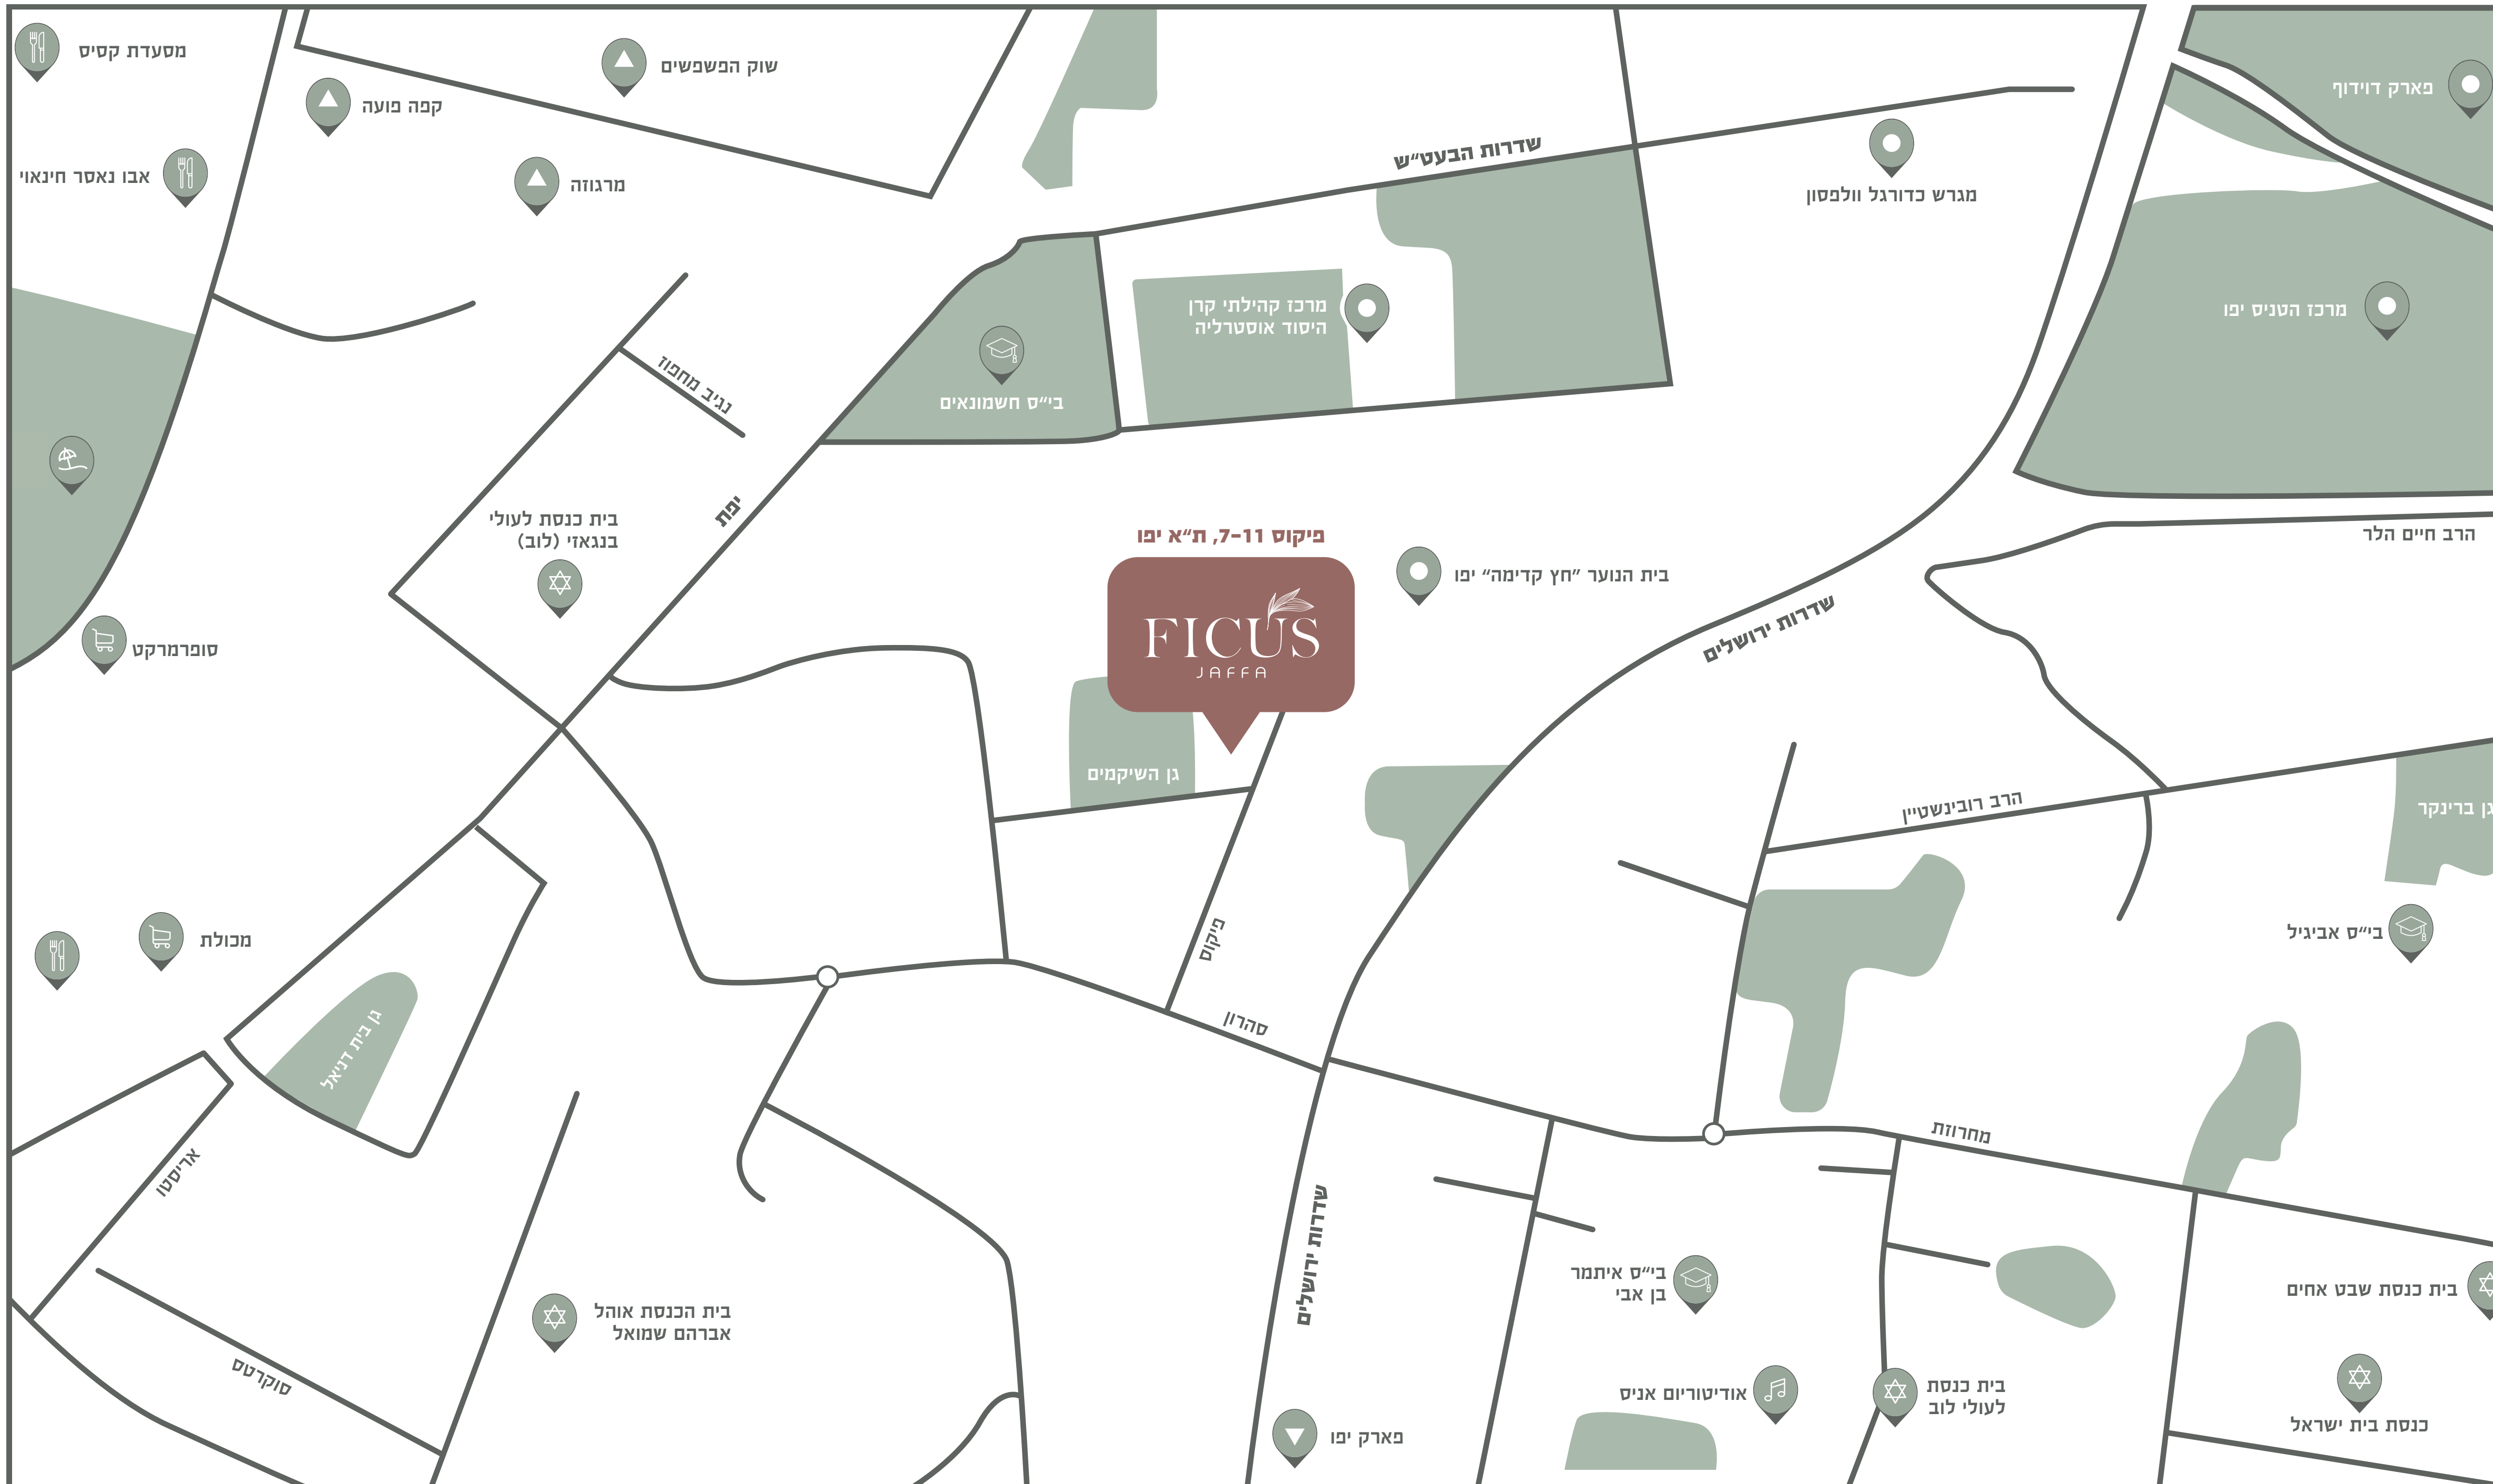 מסעדת קסיס
שוק הפשפשים
קפה פועה
אבו נאסר חינאוי
מרגוזה
שדרות הבעט״ש
מגרש כדורגל וולפסון
פארק דוידוף
מרכז קהילתי קרן
היסוד אוסטרליה
מרכז הטניס יפו
נגיב מחפוז
בי״ס חשמונאים
יפת
בית כנסת לעולי
בנגאזי (לוב)
פיקוס 7-11, ת״א יפו
FICUS
JAFFA
בית הנוער ״חץ קדימה״ יפו
הרב חיים הלר
שדרות ירושלים
סופרמרקט
גן השיקמים
הרב רובינשטיין
גן ברינקר
בי״ס אביגיל
מכולת
פיקוס
סהרון
גן בית דניאל
מחרוזת
אריסטו
שדרות ירושלים
בי״ס איתמר
בן אבי
בית כנסת שבט אחים
בית הכנסת אוהל
אברהם שמואל
סוקרטס
אודיטוריום אניס
בית כנסת
לעולי לוב
כנסת בית ישראל
פארק יפו